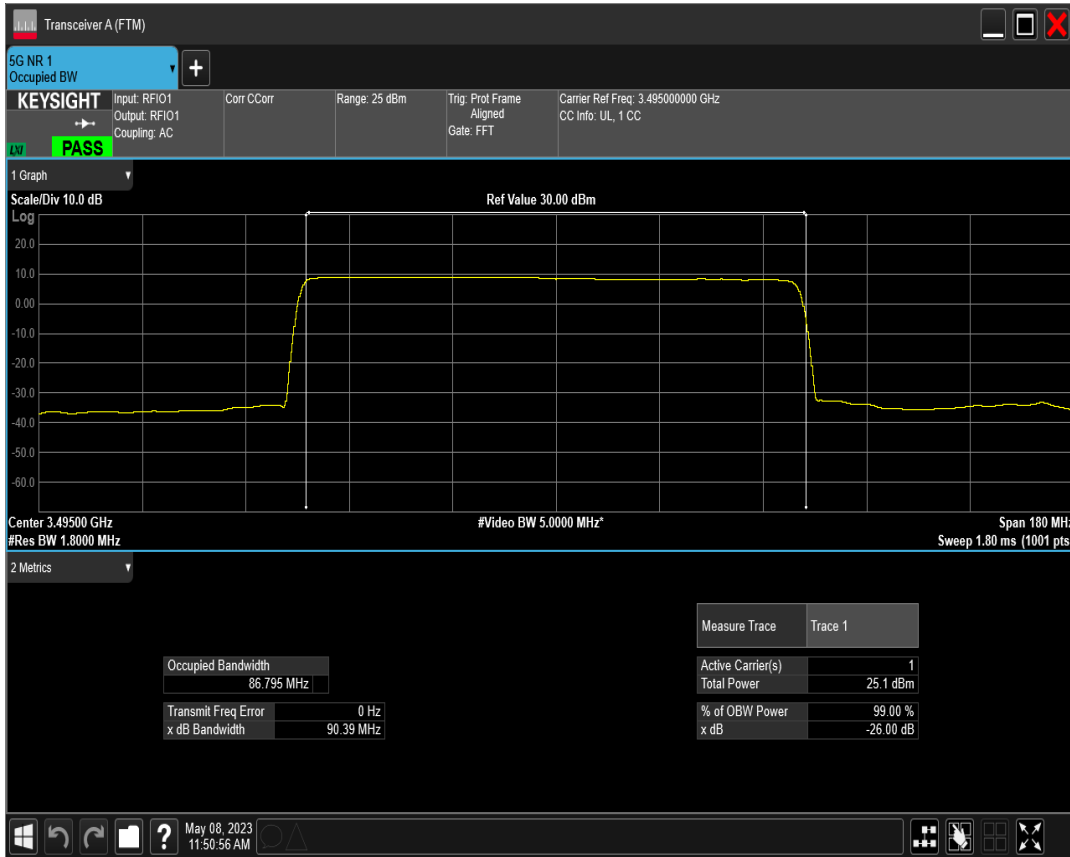 Transceiver A (FTM)
5G NR 1
Occupied BW
+
KEYSIGHT
LXI
PASS
Input: RFIO1
Output: RFIO1
Coupling: AC
Corr CCorr
Range: 25 dBm
Trig: Prot Frame
Aligned
Gate: FFT
Carrier Ref Freq: 3.495000000 GHz
CC Info: UL, 1 CC
1 Graph
Scale/Div 10.0 dB
Ref Value 30.00 dBm
Log
20.0
10.0
0.00
-10.0
-20.0
-30.0
-40.0
-50.0
-60.0
Center 3.49500 GHz
#Video BW 5.0000 MHz*
Span 180 MHz
#Res BW 1.8000 MHz
Sweep 1.80 ms (1001 pts
2 Metrics
Measure Trace Trace 1
Occupied Bandwidth
86.795 MHz
Active Carrier(s) 1
Total Power 25.1 dBm
Transmit Freq Error 0 Hz
x dB Bandwidth 90.39 MHz
% of OBW Power 99.00 %
x dB -26.00 dB
?
May 08, 2023
11:50:56 AM